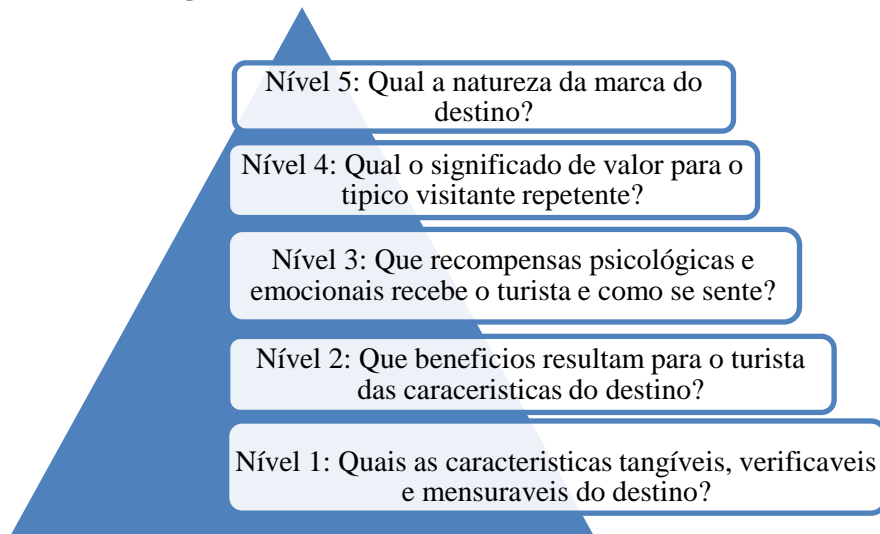 Nível 5: Qual a natureza da marca do
destino?
Nível 4: Qual o significado de valor para o
tipico visitante repetente?
Nível 3: Que recompensas psicológicas e
emocionais recebe o turista e como se sente?
Nível 2: Que beneficios resultam para o turista
das caraceristicas do destino?
Nível 1: Quais as caracteristicas tangíveis, verificaveis
e mensuraveis do destino?